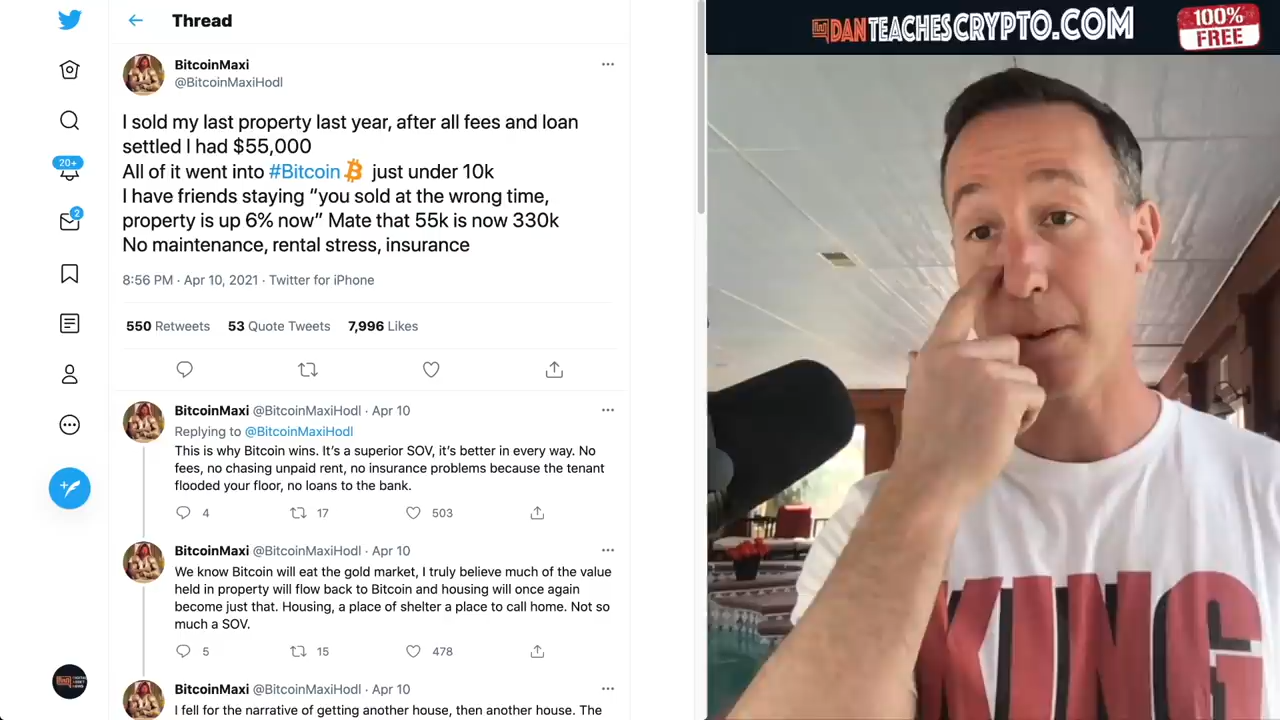 Thread
BitcoinMaxi
@BitcoinMaxiHodl
I sold my last property last year, after all fees and loan
settled I had $55,000
All of it went into #Bitcoin just under 10k
I have friends staying “you sold at the wrong time,
property is up 6% now” Mate that 55k is now 330k
No maintenance, rental stress, insurance
8:56 PM · Apr 10, 2021 · Twitter for iPhone
550 Retweets 53 Quote Tweets 7,996 Likes
BitcoinMaxi @BitcoinMaxiHodl · Apr 10
Replying to @BitcoinMaxiHodl
This is why Bitcoin wins. It’s a superior SOV, it’s better in every way. No
fees, no chasing unpaid rent, no insurance problems because the tenant
flooded your floor, no loans to the bank.
4 17 503
BitcoinMaxi @BitcoinMaxiHodl · Apr 10
We know Bitcoin will eat the gold market, I truly believe much of the value
held in property will flow back to Bitcoin and housing will once again
become just that. Housing, a place of shelter a place to call home. Not so
much a SOV.
5 15 478
BitcoinMaxi @BitcoinMaxiHodl · Apr 10
I fell for the narrative of getting another house, then another house. The
20+
2
DANTEACHESCRYPTO.COM
100%
FREE
KING